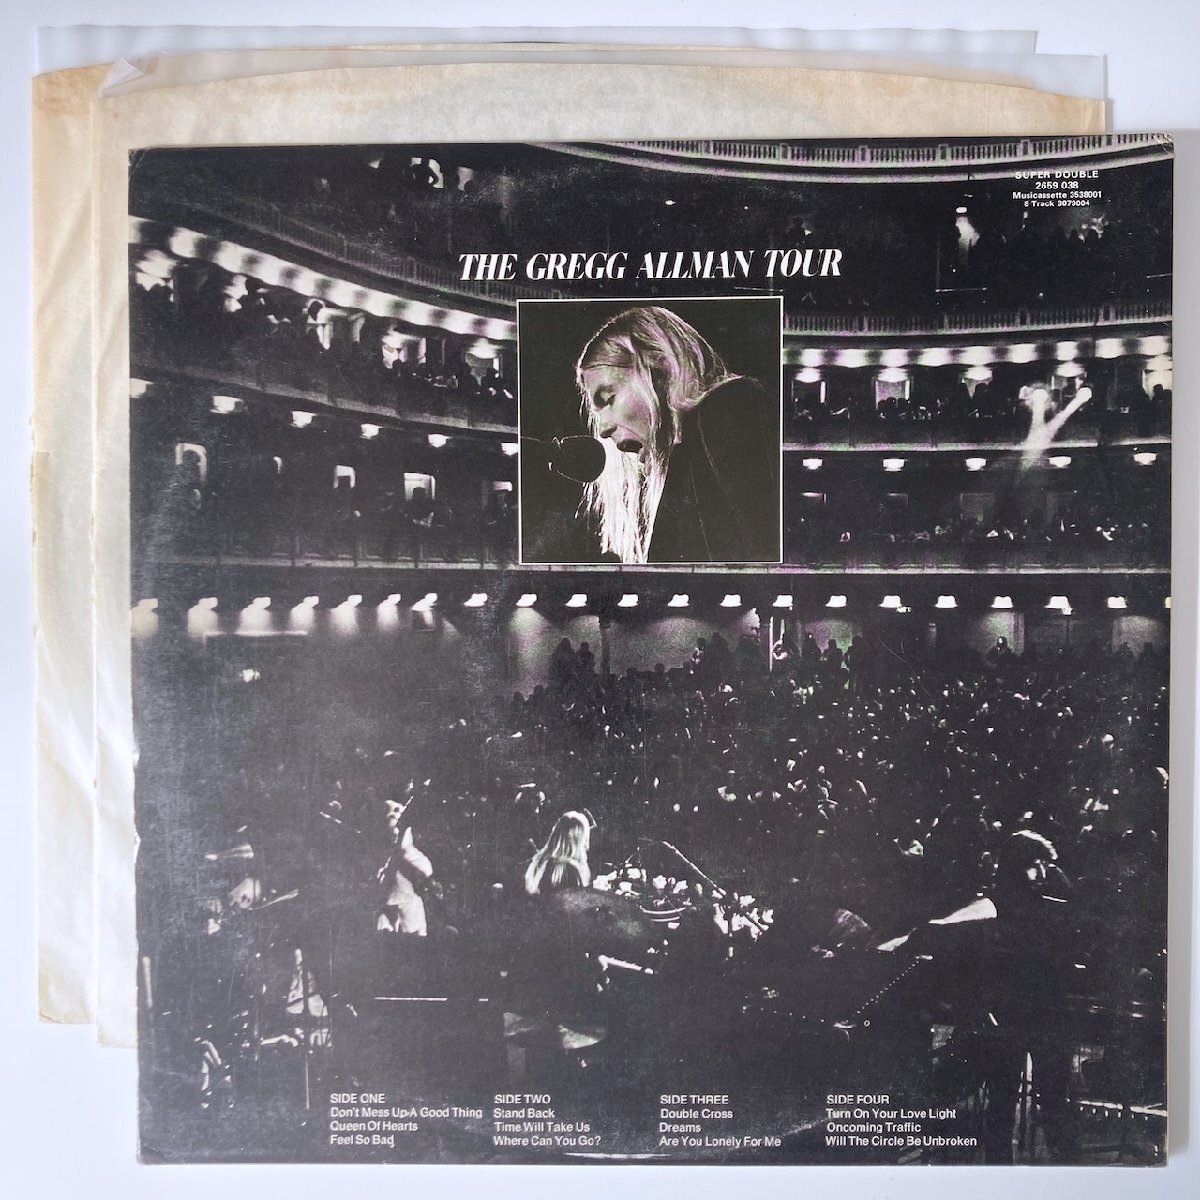 SUPER DOUBLE
2659 038
Musicassette 3538001
8 Track 3879004
THE GREGG ALLMAN TOUR
SIDE ONE
Don't Mess Up A Good Thing
Queen Of Hearts
Feel So Bad
SIDE TWO
Stand Back
Time Will Take Us
Where Can You Go?
SIDE THREE
Double Cross
Dreams
Are You Lonely For Me
SIDE FOUR
Turn On Your Love Light
Oncoming Traffic
Will The Circle Be Unbroken